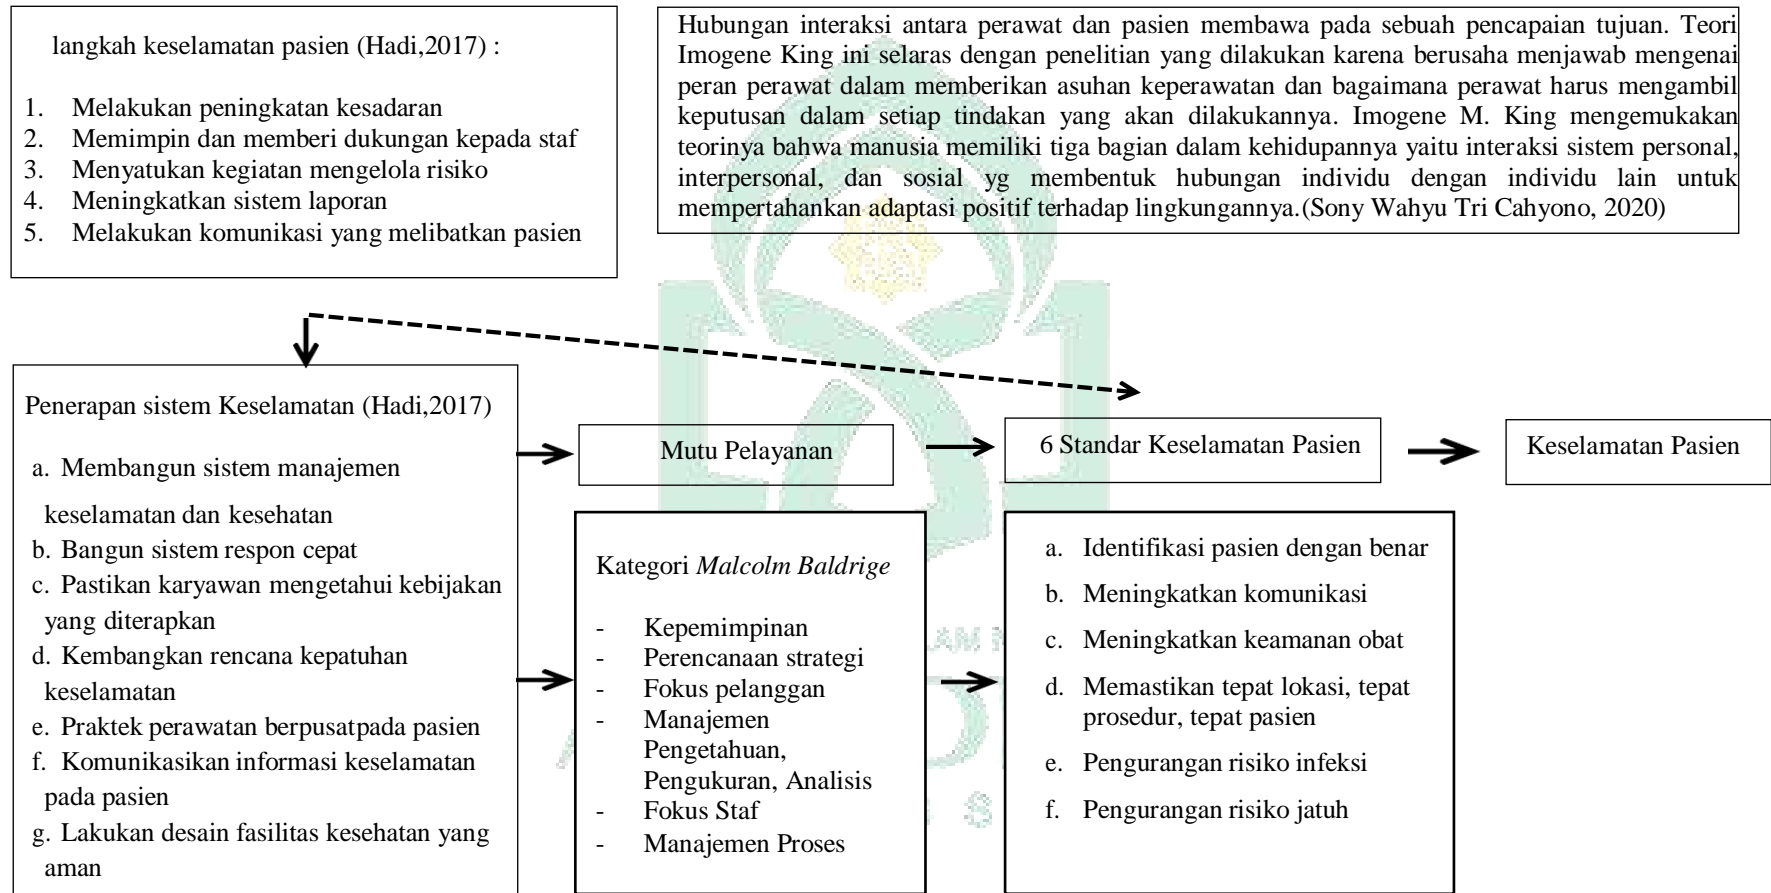 langkah keselamatan pasien (Hadi,2017) :
1. Melakukan peningkatan kesadaran
2. Memimpin dan memberi dukungan kepada staf
3. Menyatukan kegiatan mengelola risiko
4. Meningkatkan sistem laporan
5. Melakukan komunikasi yang melibatkan pasien
Hubungan interaksi antara perawat dan pasien membawa pada sebuah pencapaian tujuan. Teori
Imogene King ini selaras dengan penelitian yang dilakukan karena berusaha menjawab mengenai
peran perawat dalam memberikan asuhan keperawatan dan bagaimana perawat harus mengambil
keputusan dalam setiap tindakan yang akan dilakukannya. Imogene M. King mengemukakan
teorinya bahwa manusia memiliki tiga bagian dalam kehidupannya yaitu interaksi sistem personal,
interpersonal, dan sosial yg membentuk hubungan individu dengan individu lain untuk
mempertahankan adaptasi positif terhadap lingkungannya.(Sony Wahyu Tri Cahyono, 2020)
Penerapan sistem Keselamatan (Hadi,2017)
a. Membangun sistem manajemen
keselamatan dan kesehatan
b. Bangun sistem respon cepat
c. Pastikan karyawan mengetahui kebijakan
yang diterapkan
d. Kembangkan rencana kepatuhan
keselamatan
e. Praktek perawatan berpusatpada pasien
f. Komunikasikan informasi keselamatan
pada pasien
g. Lakukan desain fasilitas kesehatan yang
aman
Mutu Pelayanan
Kategori Malcolm Baldrige
- Kepemimpinan
- Perencanaan strategi
- Fokus pelanggan
- Manajemen
Pengetahuan,
Pengukuran, Analisis
- Fokus Staf
- Manajemen Proses
6 Standar Keselamatan Pasien
a. Identifikasi pasien dengan benar
b. Meningkatkan komunikasi
c. Meningkatkan keamanan obat
d. Memastikan tepat lokasi, tepat
prosedur, tepat pasien
e. Pengurangan risiko infeksi
f. Pengurangan risiko jatuh
Keselamatan Pasien